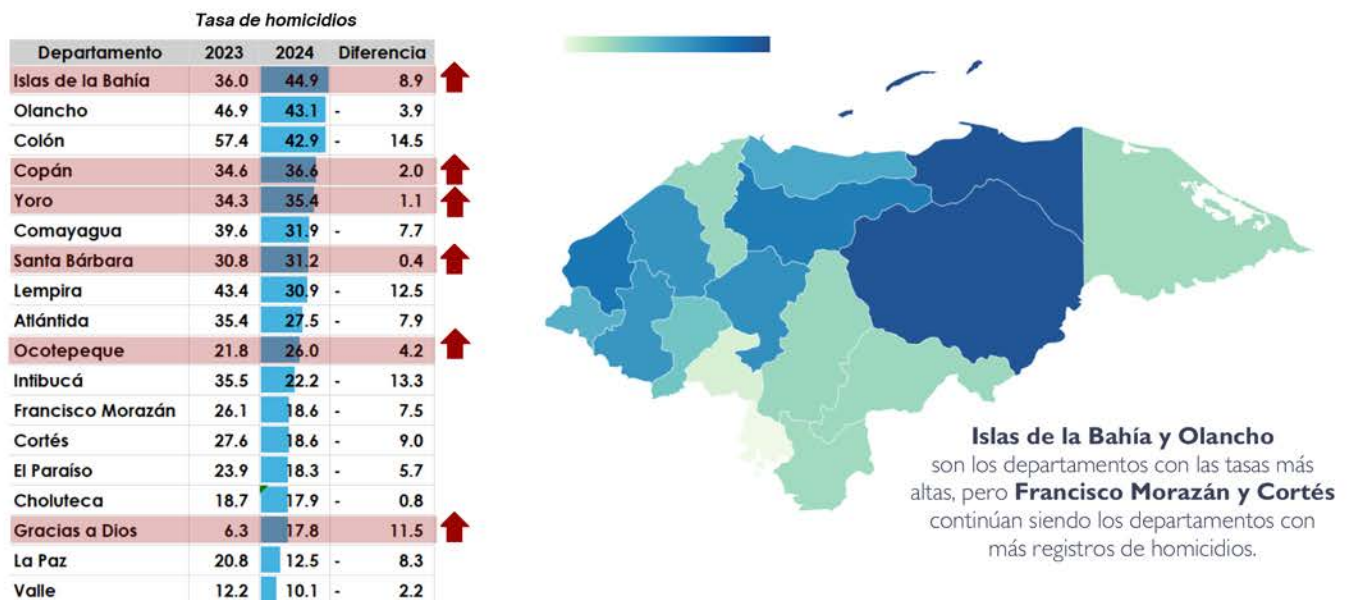 Tasa de homicidios
Departamento 2023 2024 Diferencia
Islas de la Bahía 36.0 44.9 8.9
Olancho 46.9 43.1 - 3.9
Colón 57.4 42.9 - 14.5
Copán 34.6 36.6 2.0
Yoro 34.3 35.4 1.1
Comayagua 39.6 31.9 - 7.7
Santa Bárbara 30.8 31.2 0.4
Lempira 43.4 30.9 - 12.5
Atlántida 35.4 27.5 - 7.9
Ocotepeque 21.8 26.0 4.2
Intibucá 35.5 22.2 - 13.3
Francisco Morazán 26.1 18.6 - 7.5
Cortés 27.6 18.6 - 9.0
El Paraíso 23.9 18.3 - 5.7
Choluteca 18.7 17.9 - 0.8
Gracias a Dios 6.3 17.8 11.5
La Paz 20.8 12.5 - 8.3
Valle 12.2 10.1 - 2.2
Islas de la Bahía y Olancho
son los departamentos con las tasas más
altas, pero Francisco Morazán y Cortés
continúan siendo los departamentos con
más registros de homicidios.